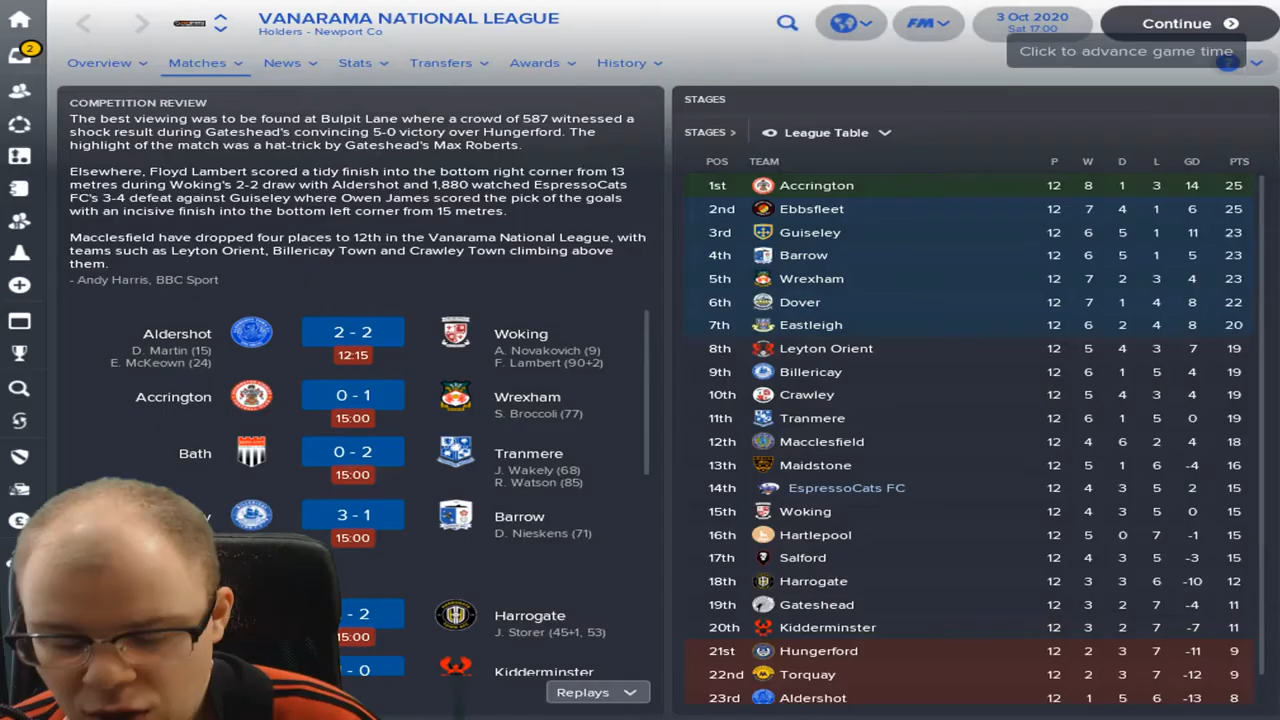 VANARAMA NATIONAL LEAGUE
Holders - Newport Co
FM
3 Oct 2020
Sat 17:00
Continue
Click to advance game time
2
Overview
Matches
News
Stats
Transfers
Awards
History
?
COMPETITION REVIEW
The best viewing was to be found at Bulpit Lane where a crowd of 587 witnessed a
shock result during Gateshead's convincing 5-0 victory over Hungerford. The
highlight of the match was a hat-trick by Gateshead's Max Roberts.
Elsewhere, Floyd Lambert scored a tidy finish into the bottom right corner from 13
metres during Woking's 2-2 draw with Aldershot and 1,880 watched EspressoCats
FC's 3-4 defeat against Guiseley where Owen James scored the pick of the goals
with an incisive finish into the bottom left corner from 15 metres.
Macclesfield have dropped four places to 12th in the Vanarama National League, with
teams such as Leyton Orient, Billericay Town and Crawley Town climbing above
them.
- Andy Harris, BBC Sport
Aldershot 2 - 2 Woking
D. Martin (15) 12:15 A. Novakovich (9)
E. McKeown (24) F. Lambert (90+2)
Accrington 0 - 1 Wrexham
15:00 S. Broccoli (77)
Bath 0 - 2 Tranmere
15:00 J. Wakely (68)
R. Watson (85)
y 3 - 1 Barrow
15:00 D. Nieskens (71)
- 2 Harrogate
15:00 J. Storer (45+1, 53)
- 0 Kidderminster
Replays
STAGES
STAGES > League Table
POS TEAM P W D L GD PTS
1st Accrington 12 8 1 3 14 25
2nd Ebbsfleet 12 7 4 1 6 25
3rd Guiseley 12 6 5 1 11 23
4th Barrow 12 6 5 1 5 23
5th Wrexham 12 7 2 3 4 23
6th Dover 12 7 1 4 8 22
7th Eastleigh 12 6 2 4 8 20
8th Leyton Orient 12 5 4 3 7 19
9th Billericay 12 6 1 5 4 19
10th Crawley 12 5 4 3 4 19
11th Tranmere 12 6 1 5 0 19
12th Macclesfield 12 4 6 2 4 18
13th Maidstone 12 5 1 6 -4 16
14th EspressoCats FC 12 4 3 5 2 15
15th Woking 12 4 3 5 0 15
16th Hartlepool 12 5 0 7 -1 15
17th Salford 12 4 3 5 -3 15
18th Harrogate 12 3 3 6 -10 12
19th Gateshead 12 3 2 7 -4 11
20th Kidderminster 12 3 2 7 -7 11
21st Hungerford 12 2 3 7 -11 9
22nd Torquay 12 2 3 7 -12 9
23rd Aldershot 12 1 5 6 -13 8